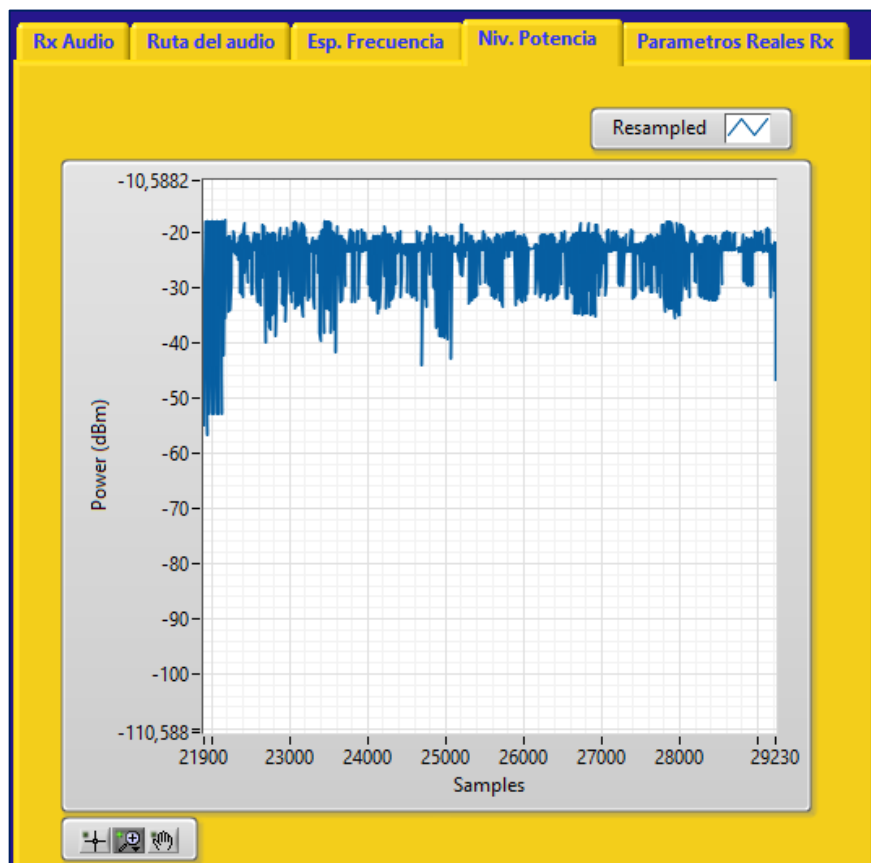 Rx Audio Ruta del audio Esp. Frecuencia Niv. Potencia Parametros Reales Rx
Resampled
-10,5882
-20
-30
-40
-50
-60
-70
-80
-90
-100
-110,588
Power (dBm)
21900 23000 24000 25000 26000 27000 28000 29230
Samples